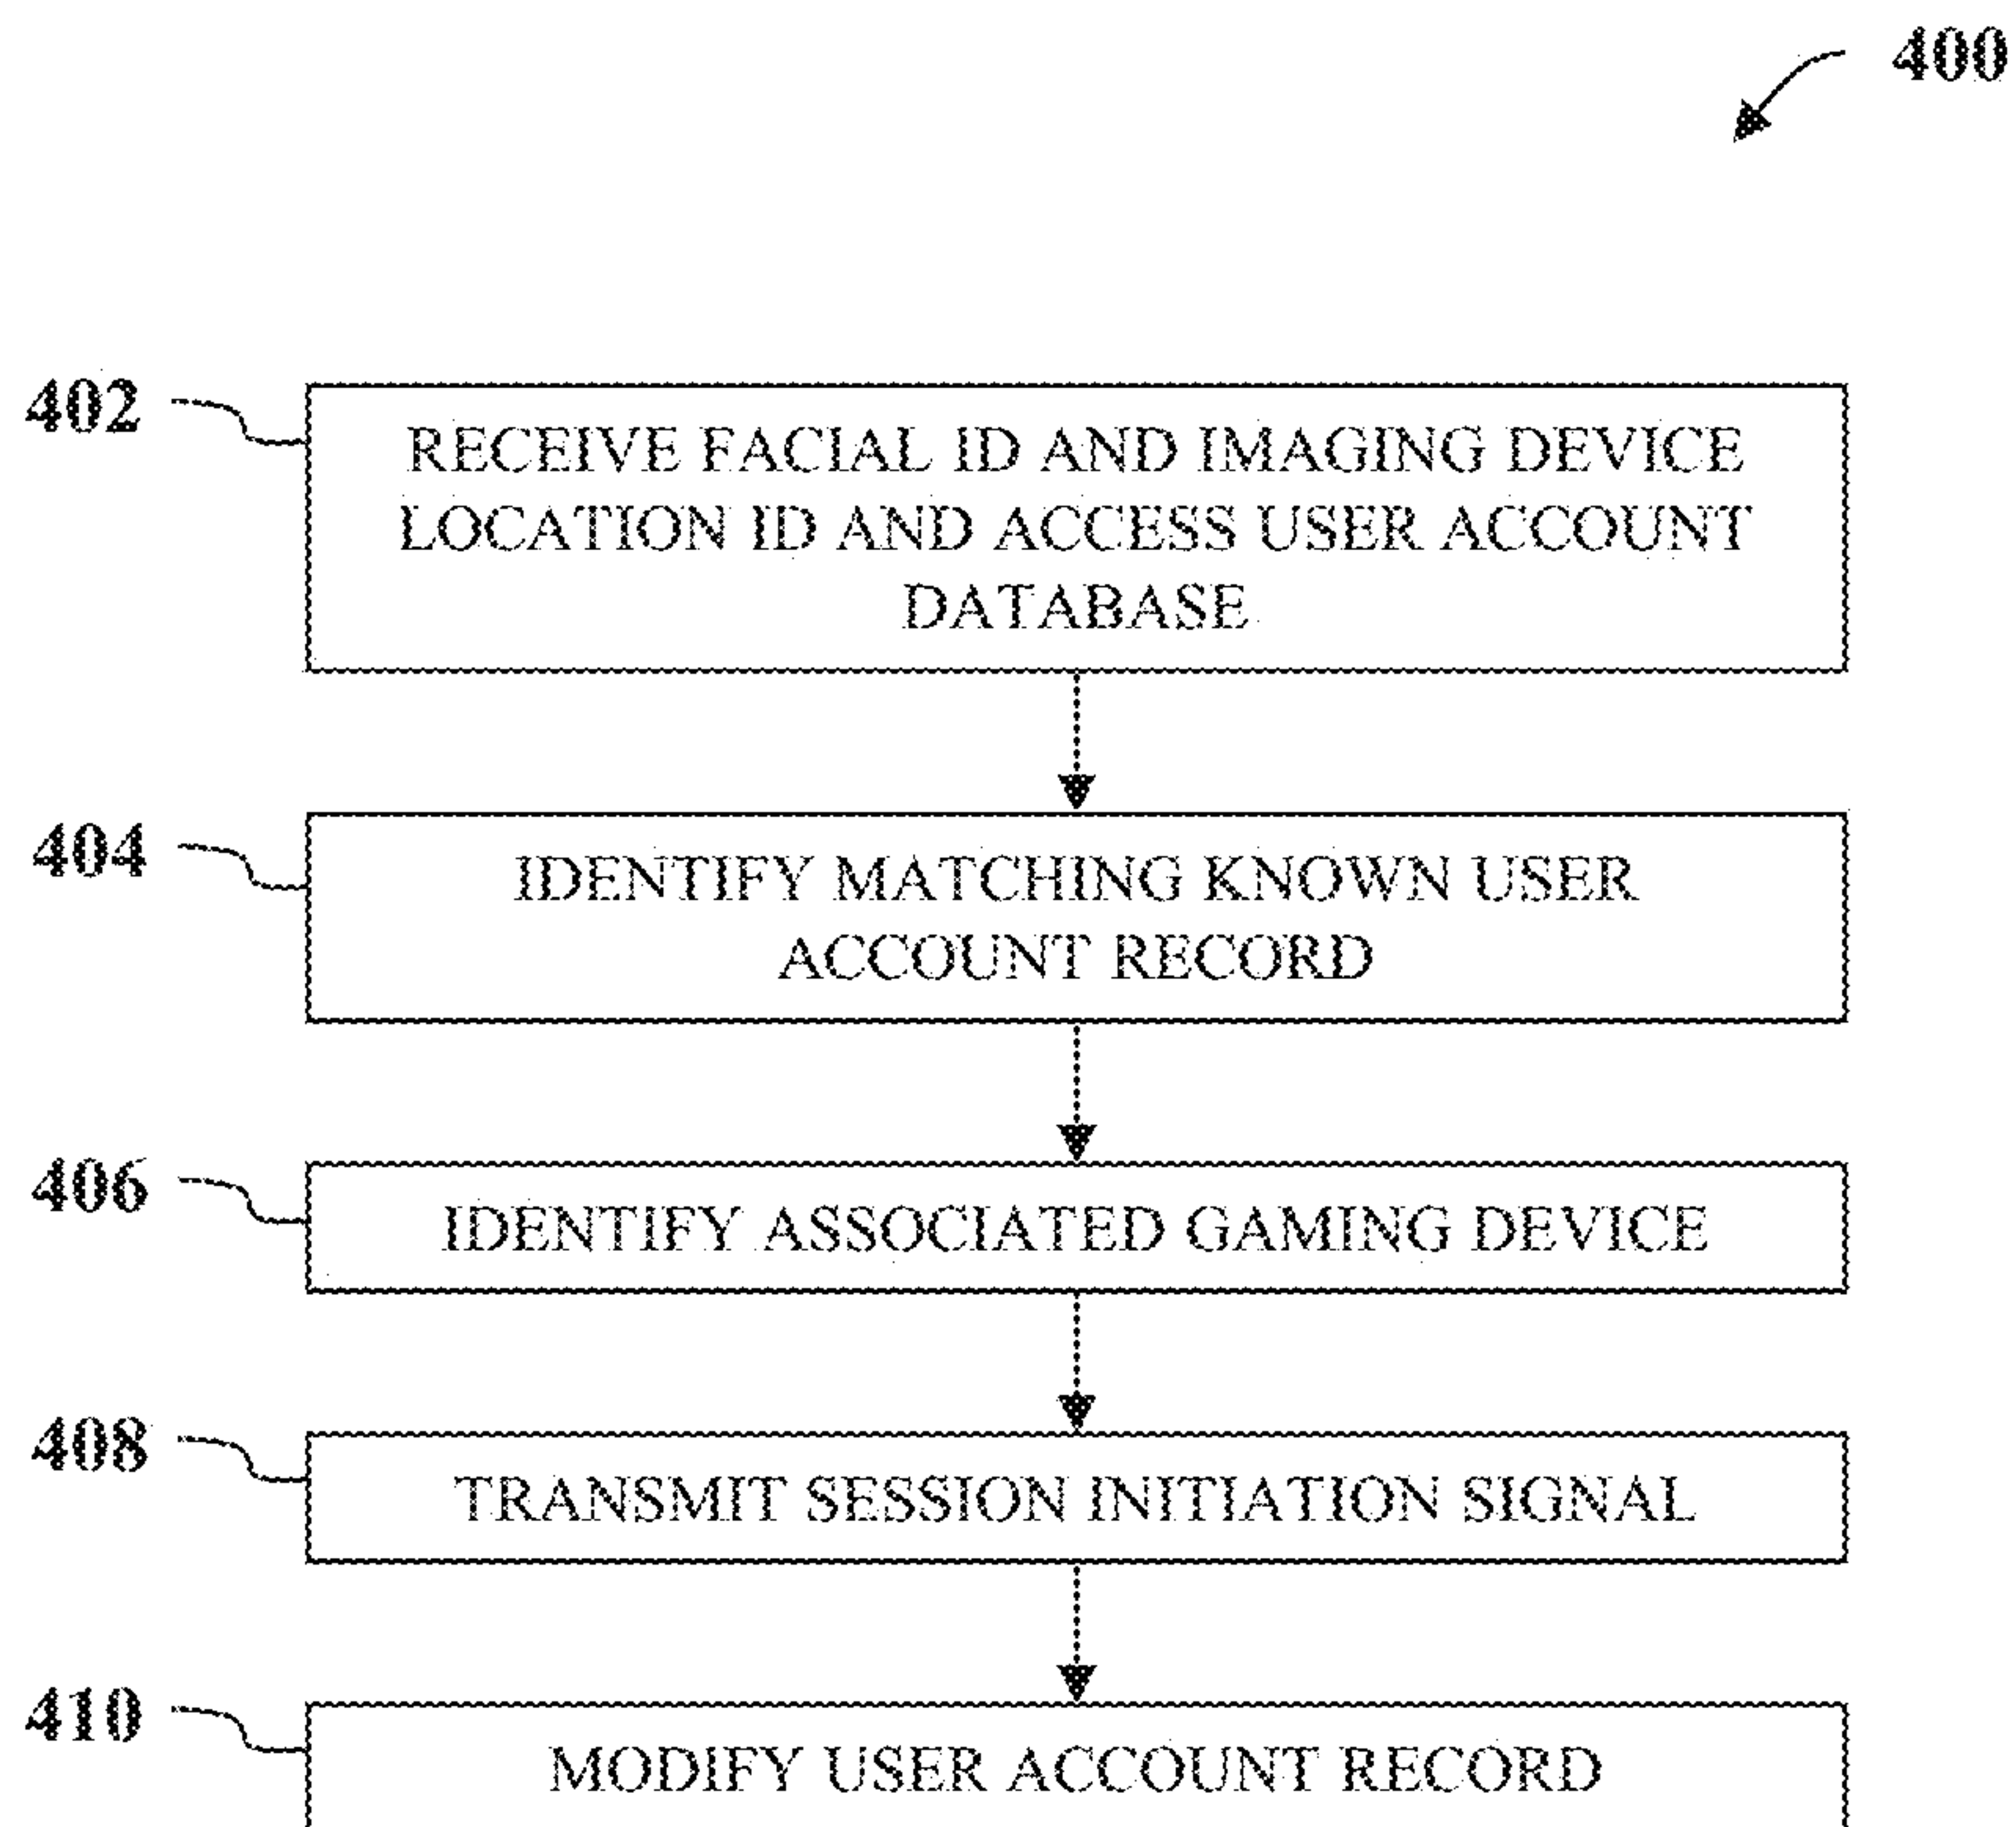 400
402
RECEIVE FACIAL ID AND IMAGING DEVICE
LOCATION ID AND ACCESS USER ACCOUNT
DATABASE
404
IDENTIFY MATCHING KNOWN USER
ACCOUNT RECORD
406
IDENTIFY ASSOCIATED GAMING DEVICE
408
TRANSMIT SESSION INITIATION SIGNAL
410
MODIFY USER ACCOUNT RECORD